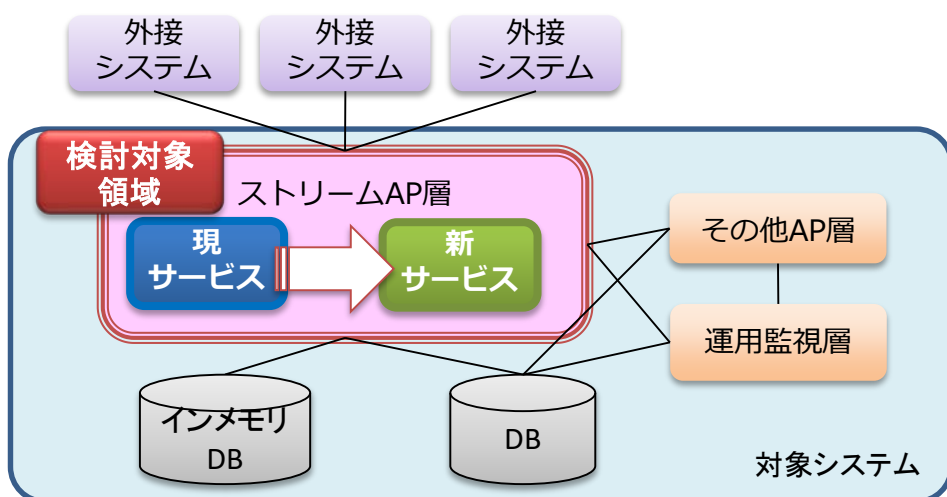 外接
システム
外接
システム
外接
システム
検討対象
領域
ストリームAP層
現
サービス
新
サービス
その他AP層
運用監視層
インメモリ
DB
DB
対象システム